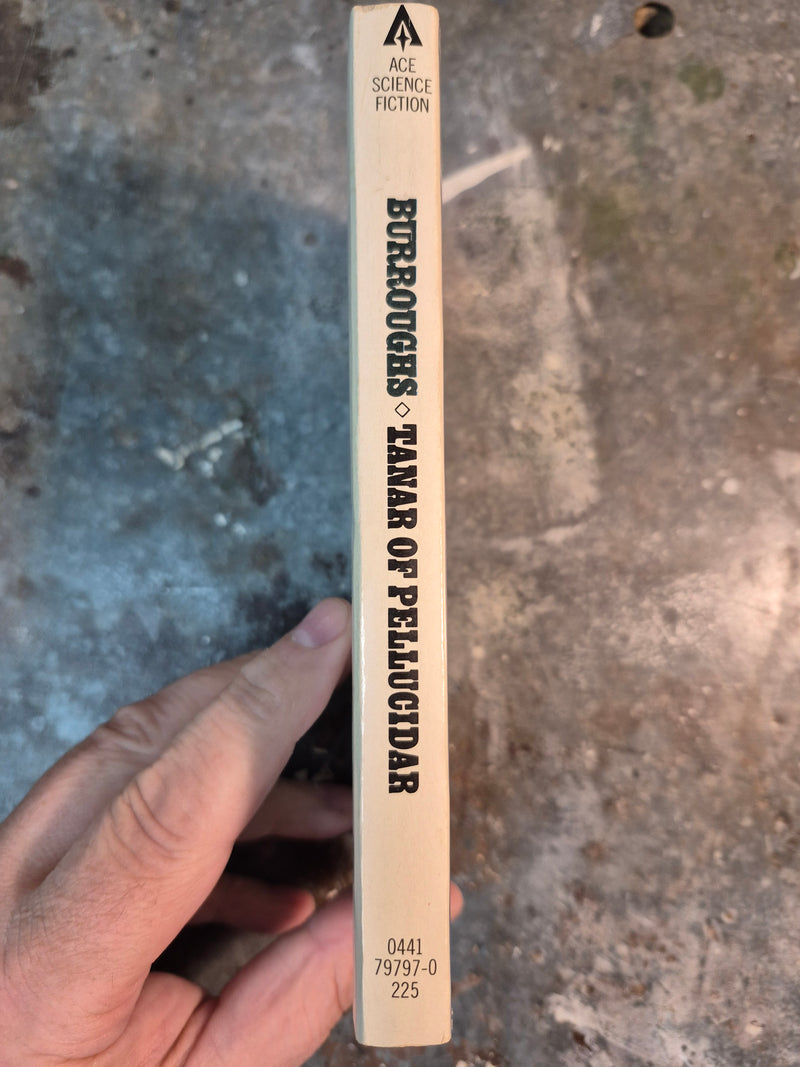 ACE
SCIENCE
FICTION
BURROUGHS ◇ TANAR OF PELLUCIDAR
0441
79797-0
225